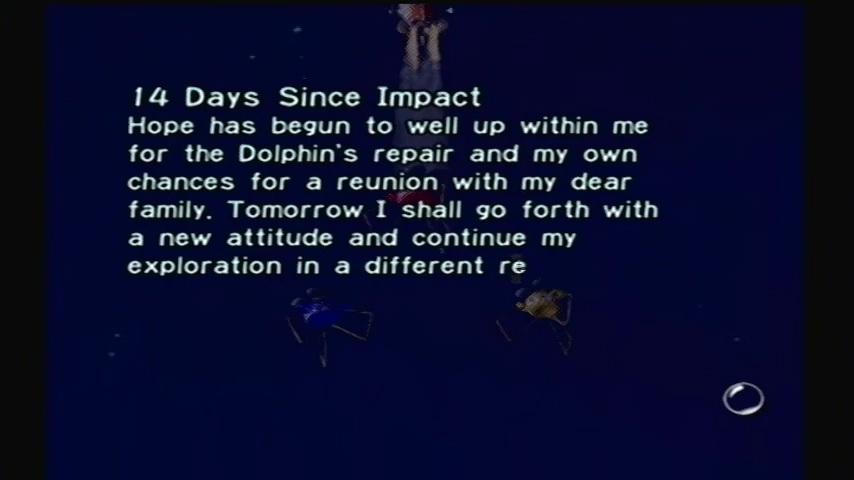 14 Days Since Impact
Hope has begun to well up within me
for the Dolphin's repair and my own
chances for a reunion with my dear
family. Tomorrow I shall go forth with
a new attitude and continue my
exploration in a different re